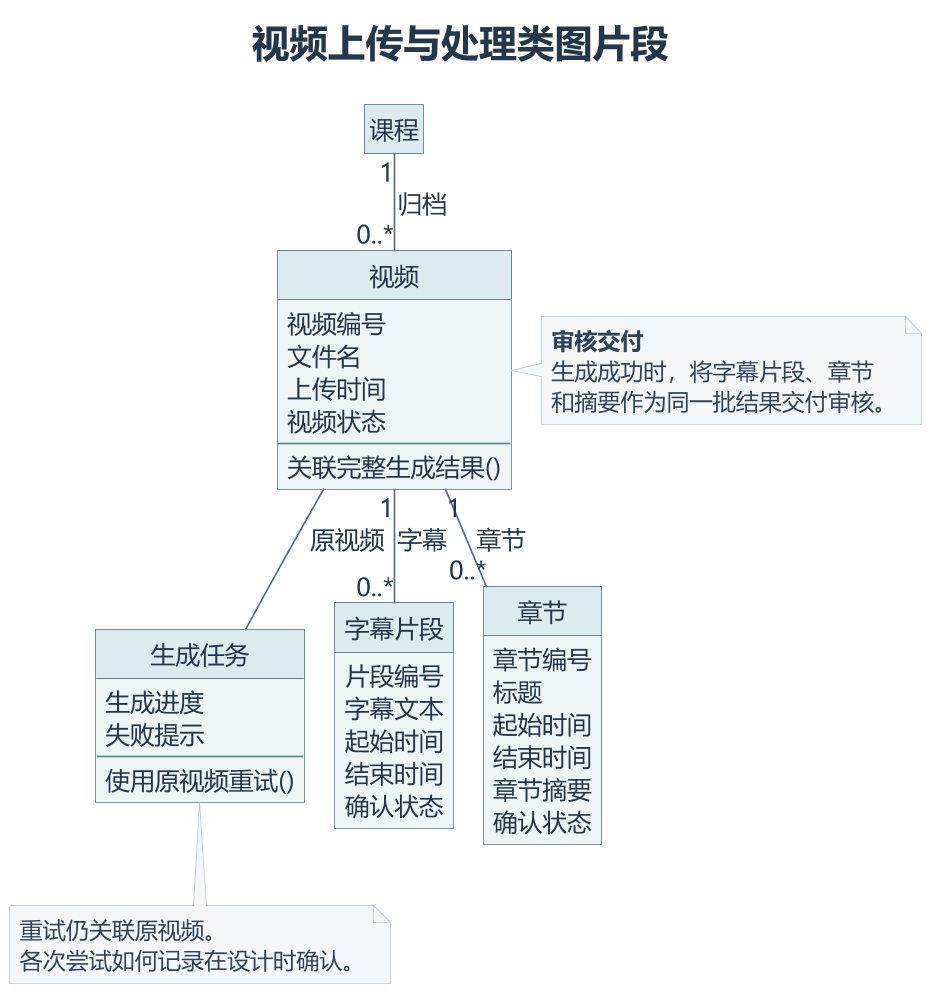 视频上传与处理类图片段
课程
1
归档
0..*
视频
视频编号
文件名
上传时间
视频状态
关联完整生成结果()
审核交付
生成成功时，将字幕片段、章节
和摘要作为同一批结果交付审核。
原视频
1
字幕
0..*
1
章节
0..*
生成任务
生成进度
失败提示
使用原视频重试()
字幕片段
片段编号
字幕文本
起始时间
结束时间
确认状态
章节
章节编号
标题
起始时间
结束时间
章节摘要
确认状态
重试仍关联原视频。
各次尝试如何记录在设计时确认。